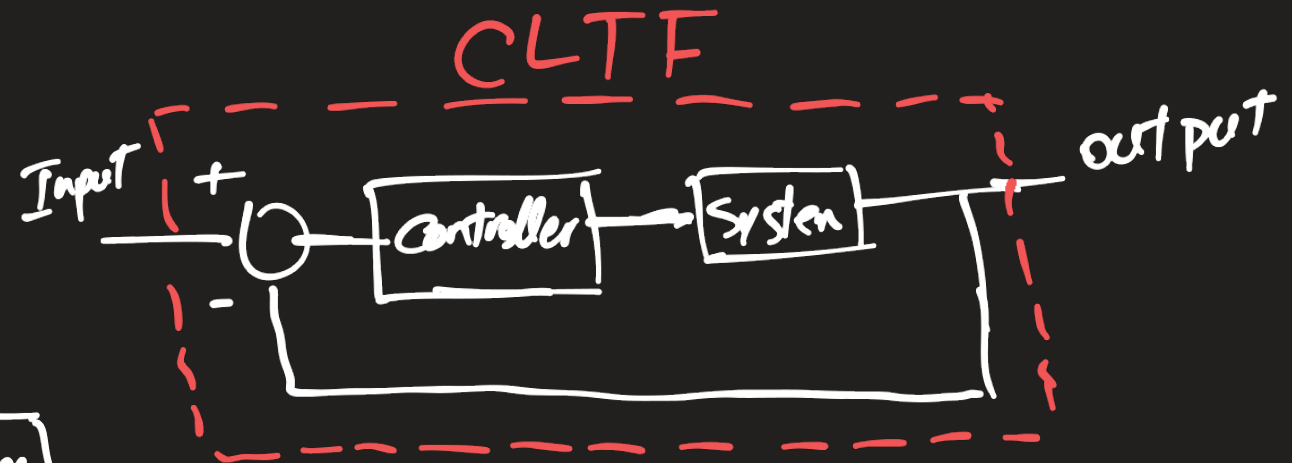 CLTF
Input
+
-
Controller
System
output